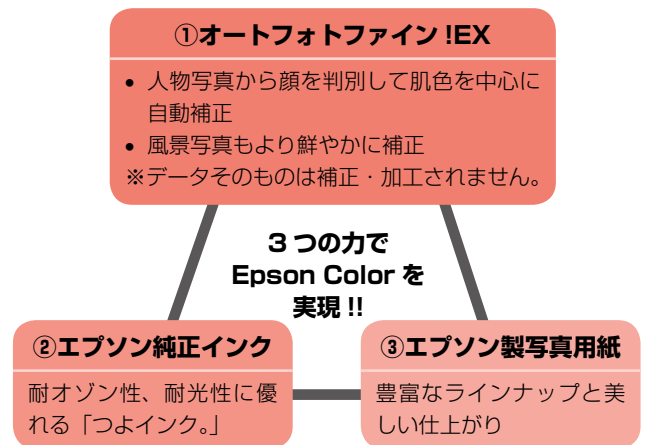 ①オートフォトファイン !EX
• 人物写真から顔を判別して肌色を中心に
自動補正
• 風景写真もより鮮やかに補正
※データそのものは補正・加工されません。
3 つの力で
Epson Color を
実現 !!
②エプソン純正インク
耐オゾン性、耐光性に優
れる「つよインク。」
③エプソン製写真用紙
豊富なラインナップと美
しい仕上がり